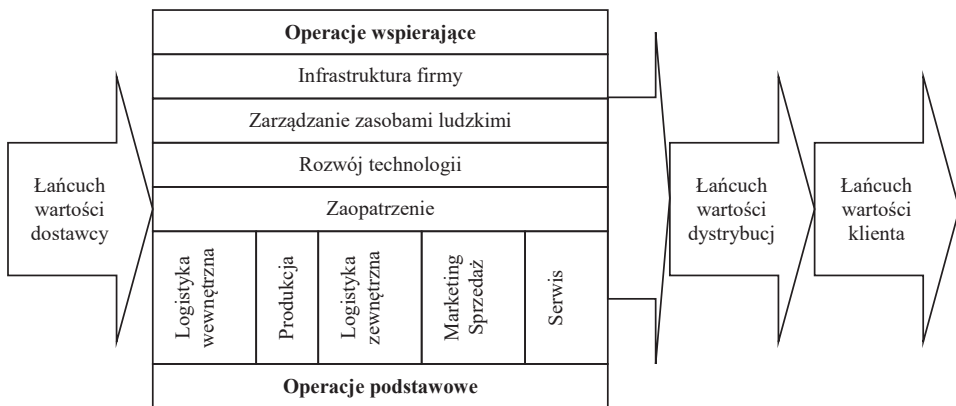 Operacje wspierające
Infrastruktura firmy
Zarządzanie zasobami ludzkimi
Rozwój technologii
Zaopatrzenie
Łańcuch
wartości
dostawcy
Logistyka
wewnętrzna
Produkcja
Logistyka
zewnętrzna
Marketing
Sprzedaż
Serwis
Operacje podstawowe
Łańcuch
wartości
dystrybucj
Łańcuch
wartości
klienta